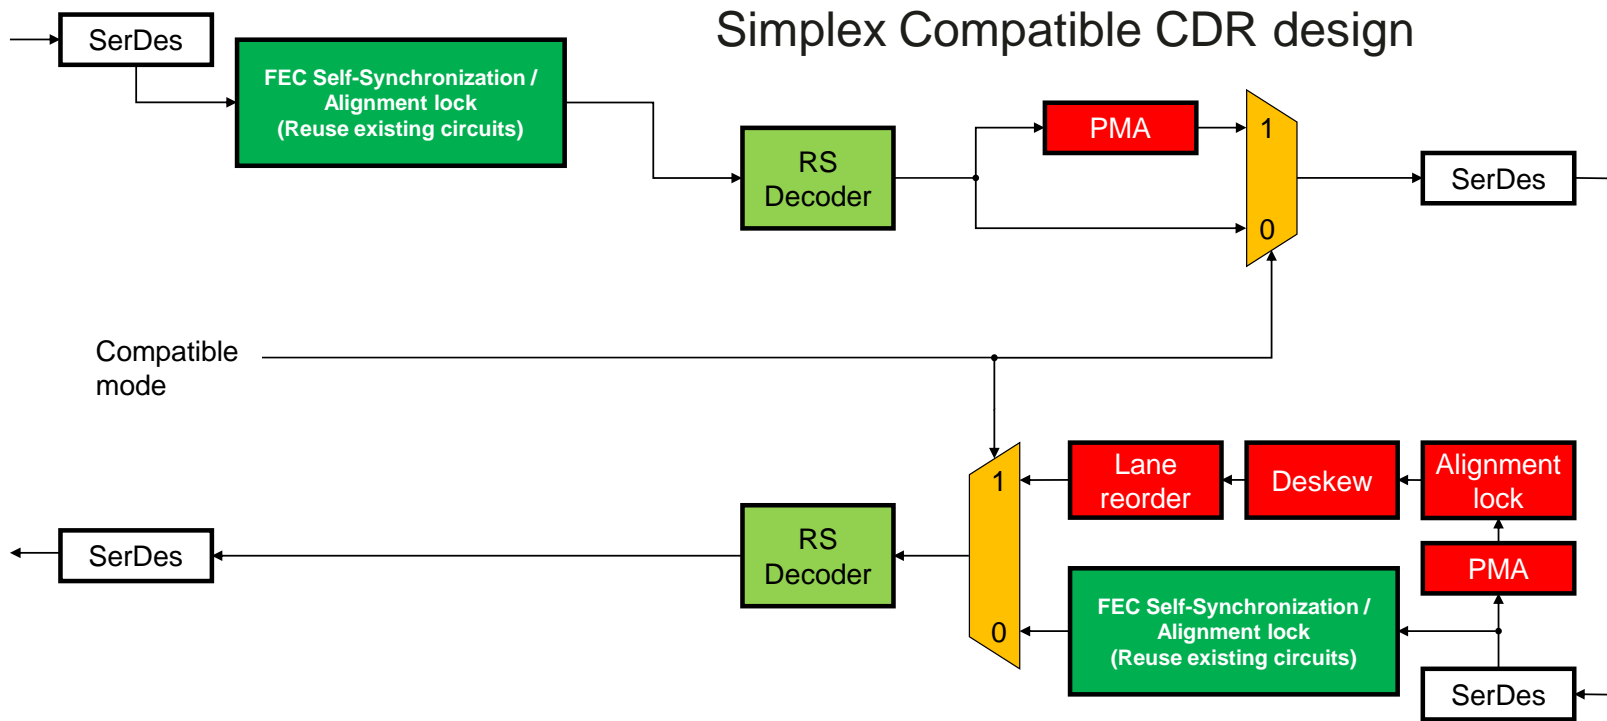 Simplex Compatible CDR design
SerDes
FEC Self-Synchronization /
Alignment lock
(Reuse existing circuits)
RS
Decoder
PMA
1
0
SerDes
Compatible
mode
1
0
Lane
reorder
Deskew
Alignment
lock
SerDes
RS
Decoder
FEC Self-Synchronization /
Alignment lock
(Reuse existing circuits)
PMA
SerDes